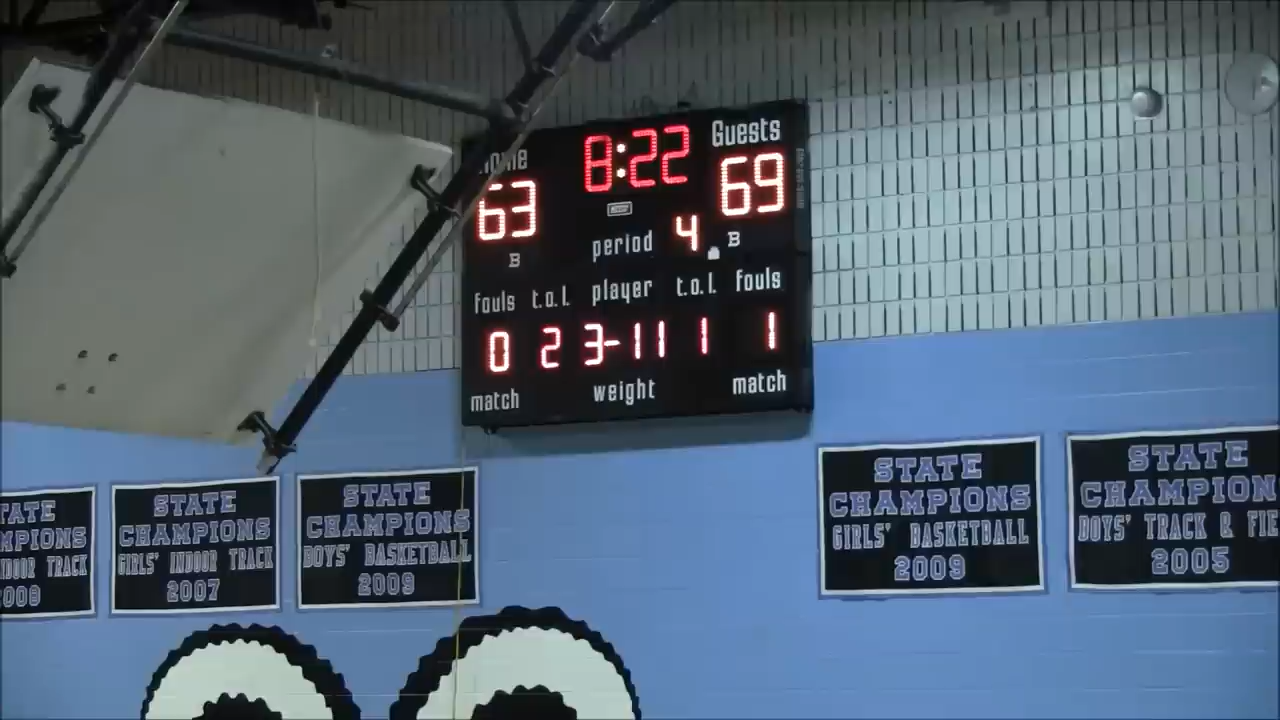 8:22
Guests
63
69
period 4
B
B
fouls t.o.l. player t.o.l. fouls
0 2 3-11 1 1
match weight match
STATE
CHAMPIONS
GIRLS' INDOOR TRACK
2007
STATE
CHAMPIONS
BOYS' BASKETBALL
2009
STATE
CHAMPIONS
GIRLS' BASKETBALL
2009
STATE
CHAMPION
BOYS' TRACK & FIE
2005